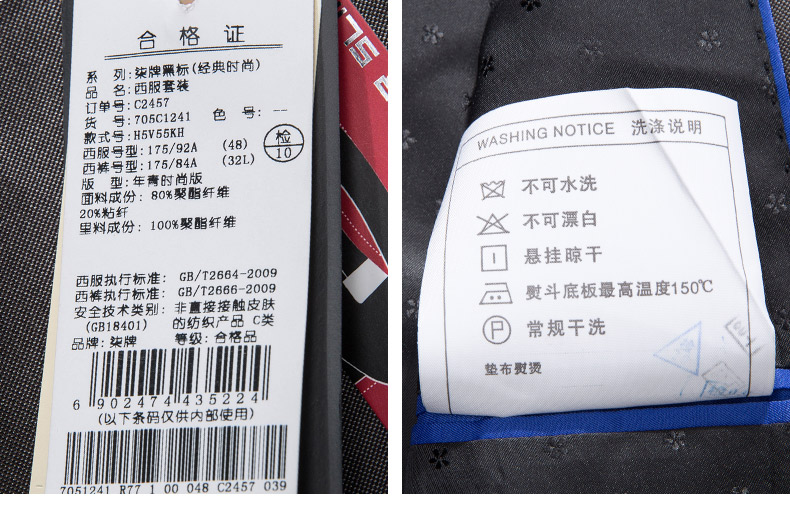 合格证
系 列:柒牌黑标(经典时尚)
品 名:西服套装
订单号:C2457
货 号:705C1241 色 号: --
款式号:H5V55KH
西服号型:175/92A (48)
西裤号型:175/84A (32L)
检
10
版 型:年青时尚版
面料成份: 80%聚酯纤维
20%粘纤
里料成份: 100%聚酯纤维
西服执行标准: GB/T2664-2009
西裤执行标准: GB/T2666-2009
安全技术类别: 非直接接触皮肤
(GB18401) 的纺织产品 C类
品牌: 柒牌 等级: 合格品
6 902474 435224
(以下条码仅供内部使用)
7051241 R77 1 00 048 C2457 039
WASHING NOTICE 洗涤说明
不可水洗
不可漂白
悬挂晾干
熨斗底板最高温度150℃
P 常规干洗
垫布熨烫